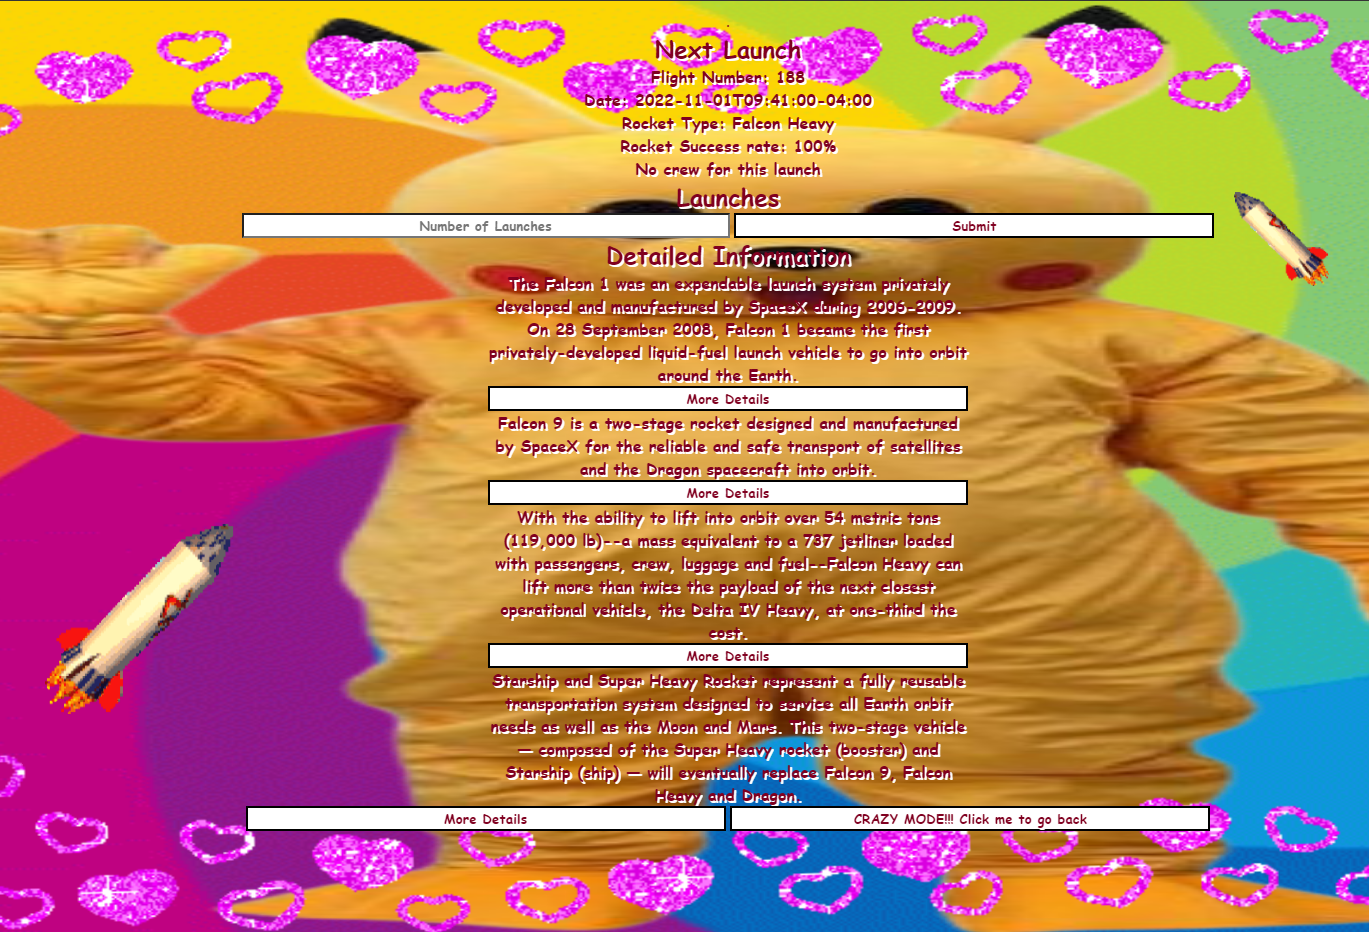 Next Launch
Flight Number: 188
Date: 2022-11-01T09:41:00-04:00
Rocket Type: Falcon Heavy
Rocket Success rate: 100%
No crew for this launch
Launches
Number of Launches
Submit
Detailed Information
The Falcon 1 was an expendable launch system privately
developed and manufactured by SpaceX during 2006-2009.
On 28 September 2008, Falcon 1 became the first
privately-developed liquid-fuel launch vehicle to go into orbit
around the Earth.
More Details
Falcon 9 is a two-stage rocket designed and manufactured
by SpaceX for the reliable and safe transport of satellites
and the Dragon spacecraft into orbit.
More Details
With the ability to lift into orbit over 54 metric tons
(119,000 lb)--a mass equivalent to a 737 jetliner loaded
with passengers, crew, luggage and fuel--Falcon Heavy can
lift more than twice the payload of the next closest
operational vehicle, the Delta IV Heavy, at one-third the
cost.
More Details
Starship and Super Heavy Rocket represent a fully reusable
transportation system designed to service all Earth orbit
needs as well as the Moon and Mars. This two-stage vehicle
— composed of the Super Heavy rocket (booster) and
Starship (ship) — will eventually replace Falcon 9, Falcon
Heavy and Dragon.
More Details
CRAZY MODE!!! Click me to go back